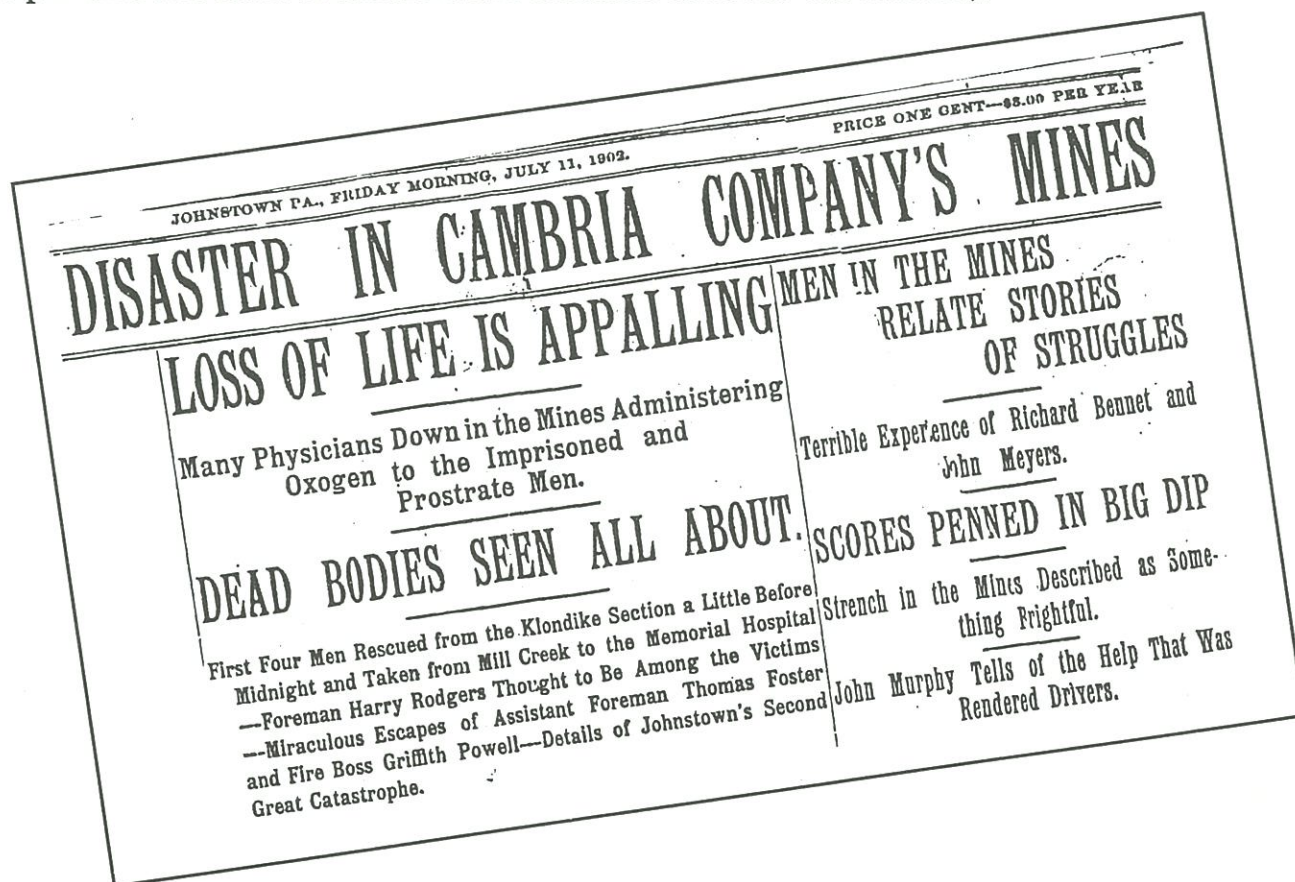 JOHNSTOWN PA., FRIDAY MORNING, JULY 11, 1902.
PRICE ONE CENT—$3.00 PER YEAR
DISASTER IN CAMBRIA COMPANY'S MINES
LOSS OF LIFE IS APPALLING
Many Physicians Down in the Mines Administering
Oxogen to the Imprisoned and
Prostrate Men.
DEAD BODIES SEEN ALL ABOUT.
First Four Men Rescued from the Klondike Section a Little Before
Midnight and Taken from Mill Creek to the Memorial Hospital
—Foreman Harry Rodgers Thought to Be Among the Victims
—Miraculous Escapes of Assistant Foreman Thomas Foster
and Fire Boss Griffith Powell—Details of Johnstown's Second
Great Catastrophe.
MEN IN THE MINES
RELATE STORIES
OF STRUGGLES
Terrible Experience of Richard Bennet and
John Meyers.
SCORES PENNED IN BIG DIP
Strench in the Mines Described as Some-
thing Frightful.
John Murphy Tells of the Help That Was
Rendered Drivers.